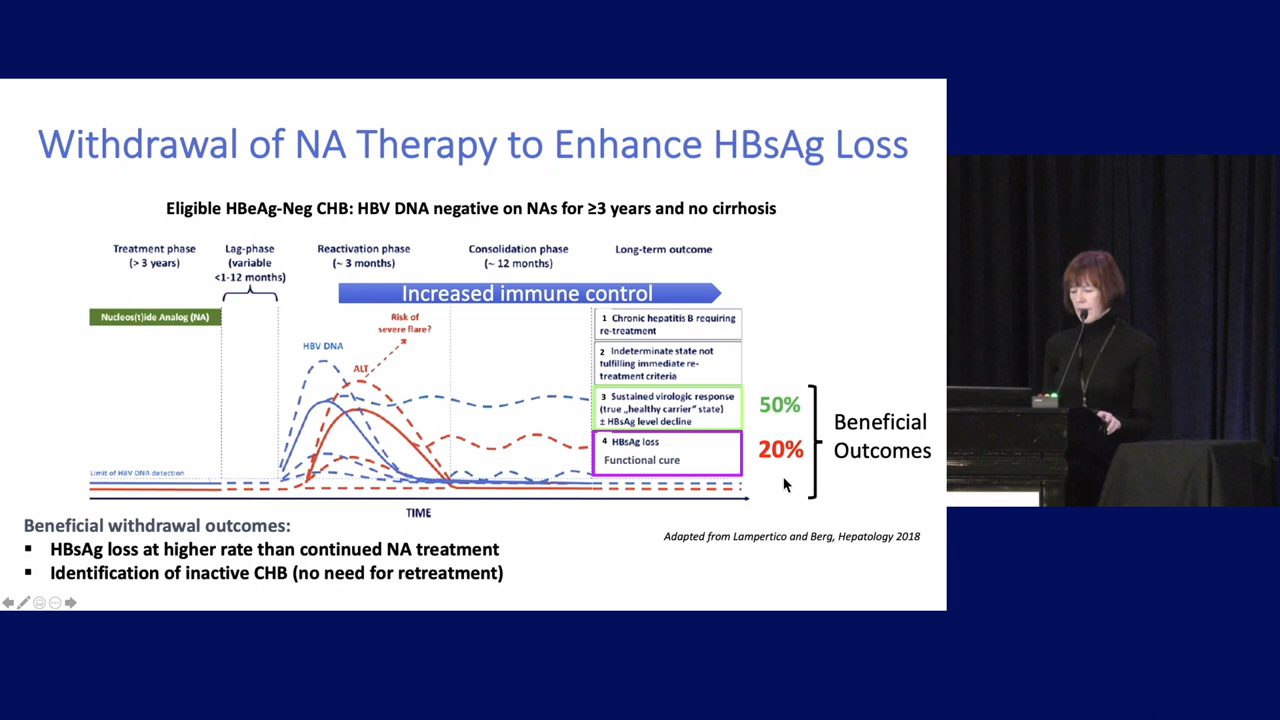 Withdrawal of NA Therapy to Enhance HBsAg Loss
Eligible HBeAg-Neg CHB: HBV DNA negative on NAs for ≥3 years and no cirrhosis
Treatment phase
(> 3 years)
Lag-phase
(variable
<1-12 months)
Reactivation phase
(~ 3 months)
Consolidation phase
(~ 12 months)
Long-term outcome
Increased immune control
Nucleos(t)ide Analog (NA)
Risk of
severe flare?
HBV DNA
ALT
1 Chronic hepatitis B requiring
re-treatment
2 Indeterminate state not
fulfilling immediate re-
treatment criteria
3 Sustained virologic response
(true „healthy carrier" state)
± HBsAg level decline
4 HBsAg loss
Functional cure
50%
20%
Beneficial
Outcomes
Limit of HBV DNA detection
TIME
Beneficial withdrawal outcomes:
▪ HBsAg loss at higher rate than continued NA treatment
▪ Identification of inactive CHB (no need for retreatment)
Adapted from Lampertico and Berg, Hepatology 2018